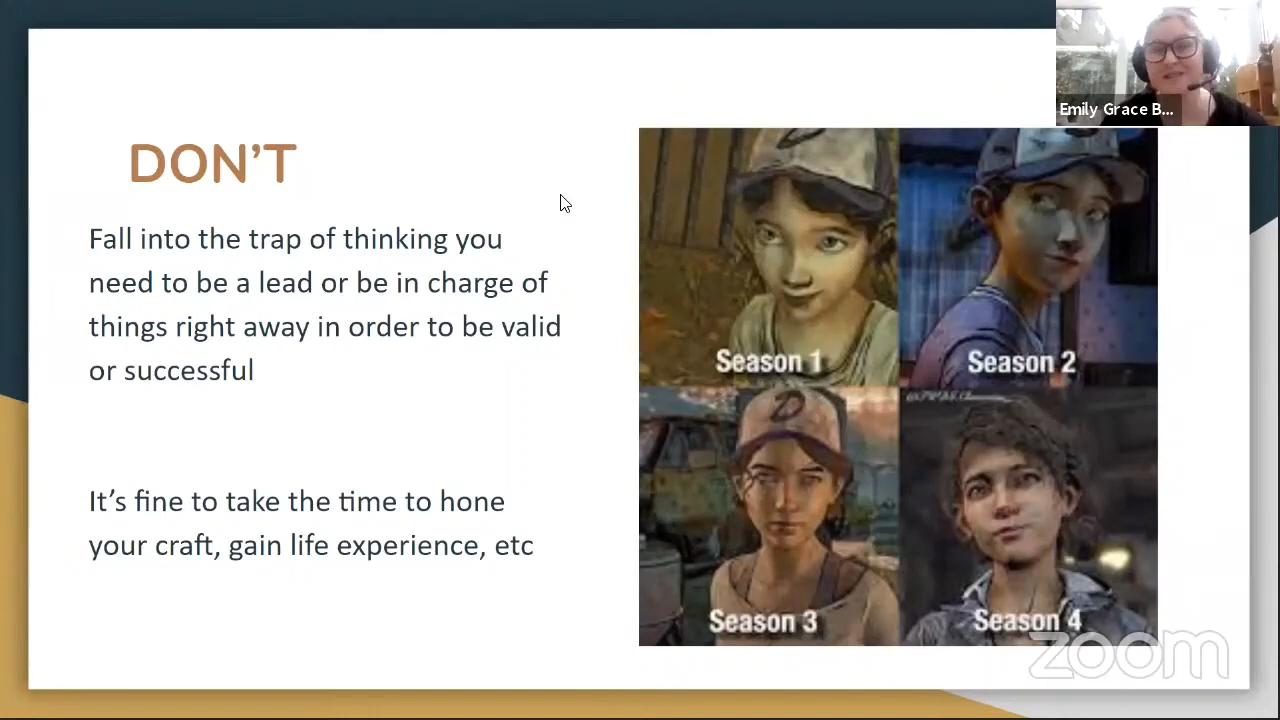 Emily Grace B...
DON'T
Fall into the trap of thinking you
need to be a lead or be in charge of
things right away in order to be valid
or successful
It's fine to take the time to hone
your craft, gain life experience, etc
Season 1
Season 2
D
Season 3
Season 4
zoom